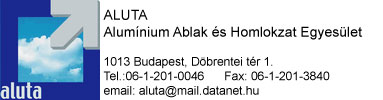 ALUTA
Alumínium Ablak és Homlokzat Egyesület
1013 Budapest, Döbrentei tér 1.
Tel.:06-1-201-0046 Fax: 06-1-201-3840
email: aluta@mail.datanet.hu
aluta